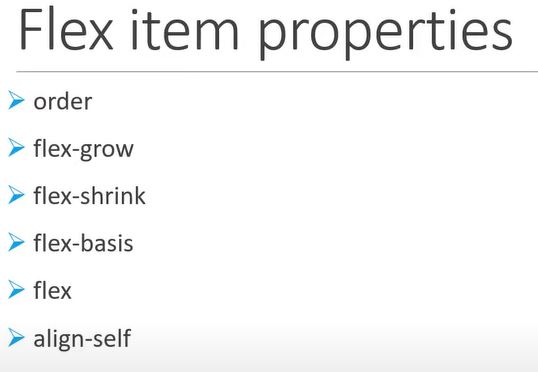 Flex item properties
order
flex-grow
flex-shrink
flex-basis
flex
align-self